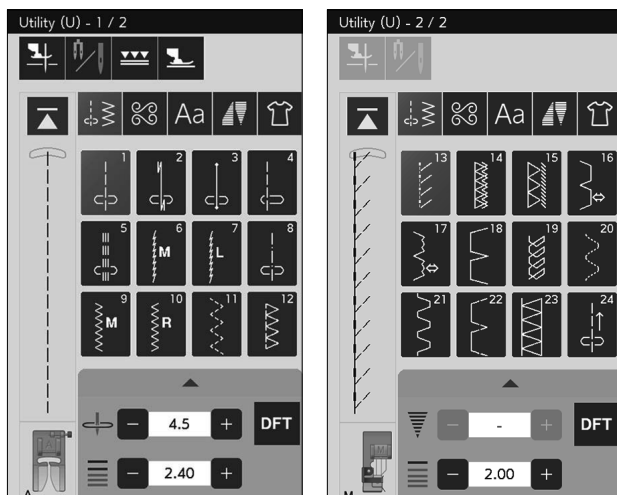 Utility (U) - 1 / 2
Aa
1 2 3 4
5 6 7 8
M L
9 10 11 12
M R
4.5
DFT
2.40
A
Utility (U) - 2 / 2
Aa
13 14 15 16
17 18 19 20
21 22 23 24
-
DFT
2.00
M